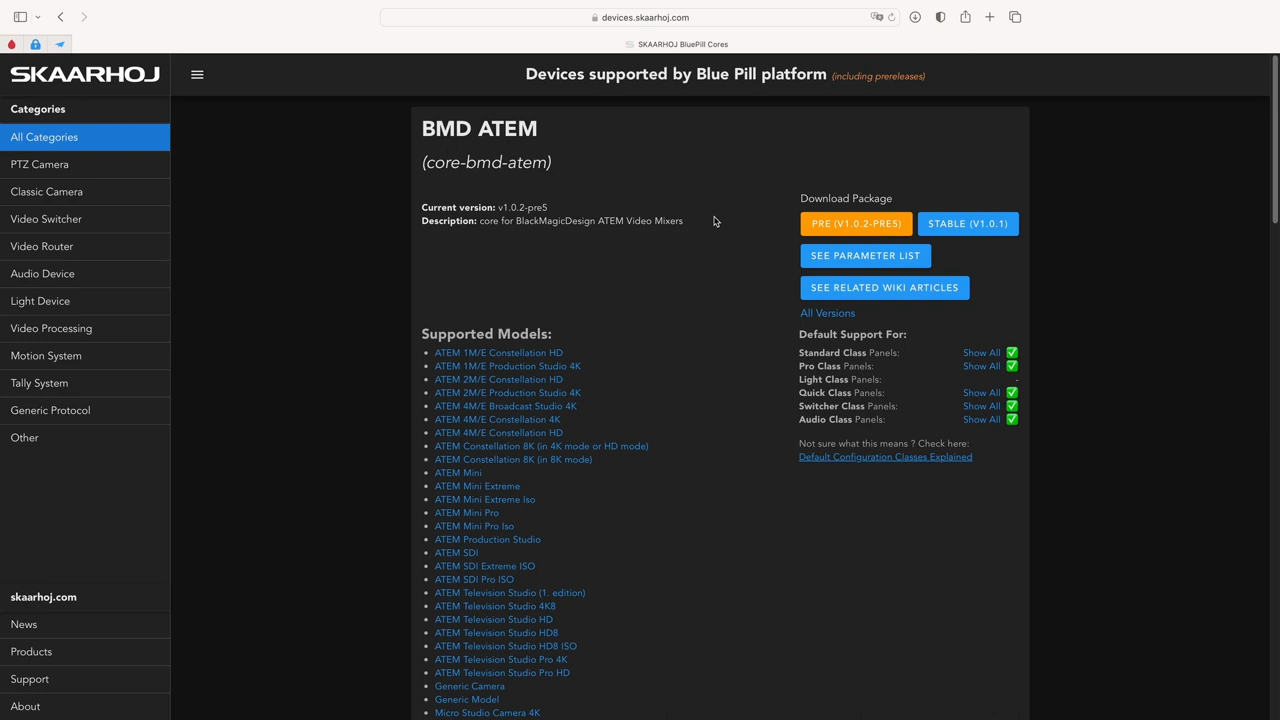 devices.skaarhoj.com
SKAARHOJ BluePill Cores
SKAARHOJ
Devices supported by Blue Pill platform (including prereleases)
Categories
All Categories
PTZ Camera
Classic Camera
Video Switcher
Video Router
Audio Device
Light Device
Video Processing
Motion System
Tally System
Generic Protocol
Other
skaarhoj.com
News
Products
Support
About
BMD ATEM
(core-bmd-atem)
Current version: v1.0.2-pre5
Description: core for BlackMagicDesign ATEM Video Mixers
Download Package
PRE (V1.0.2-PRE5) STABLE (V1.0.1)
SEE PARAMETER LIST
SEE RELATED WIKI ARTICLES
All Versions
Supported Models:
ATEM 1M/E Constellation HD
ATEM 1M/E Production Studio 4K
ATEM 2M/E Constellation HD
ATEM 2M/E Production Studio 4K
ATEM 4M/E Broadcast Studio 4K
ATEM 4M/E Constellation 4K
ATEM 4M/E Constellation HD
ATEM Constellation 8K (in 4K mode or HD mode)
ATEM Constellation 8K (in 8K mode)
ATEM Mini
ATEM Mini Extreme
ATEM Mini Extreme Iso
ATEM Mini Pro
ATEM Mini Pro Iso
ATEM Production Studio
ATEM SDI
ATEM SDI Extreme ISO
ATEM SDI Pro ISO
ATEM Television Studio (1. edition)
ATEM Television Studio 4K8
ATEM Television Studio HD
ATEM Television Studio HD8
ATEM Television Studio HD8 ISO
ATEM Television Studio Pro 4K
ATEM Television Studio Pro HD
Generic Camera
Generic Model
Micro Studio Camera 4K
Default Support For:
Standard Class Panels: Show All ✅
Pro Class Panels: Show All ✅
Light Class Panels: -
Quick Class Panels: Show All ✅
Switcher Class Panels: Show All ✅
Audio Class Panels: Show All ✅
Not sure what this means ? Check here:
Default Configuration Classes Explained